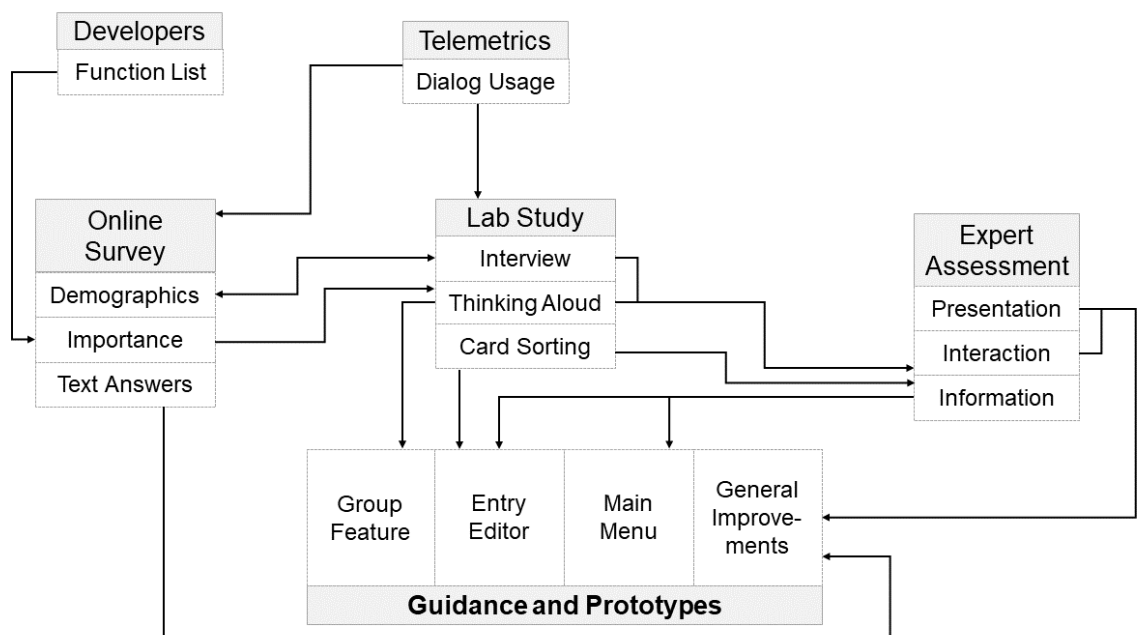 Developers
Function List
Telemetrics
Dialog Usage
Online
Survey
Demographics
Importance
Text Answers
Lab Study
Interview
Thinking Aloud
Card Sorting
Expert
Assessment
Presentation
Interaction
Information
Group
Feature
Entry
Editor
Main
Menu
General
Improve-
ments
Guidance and Prototypes